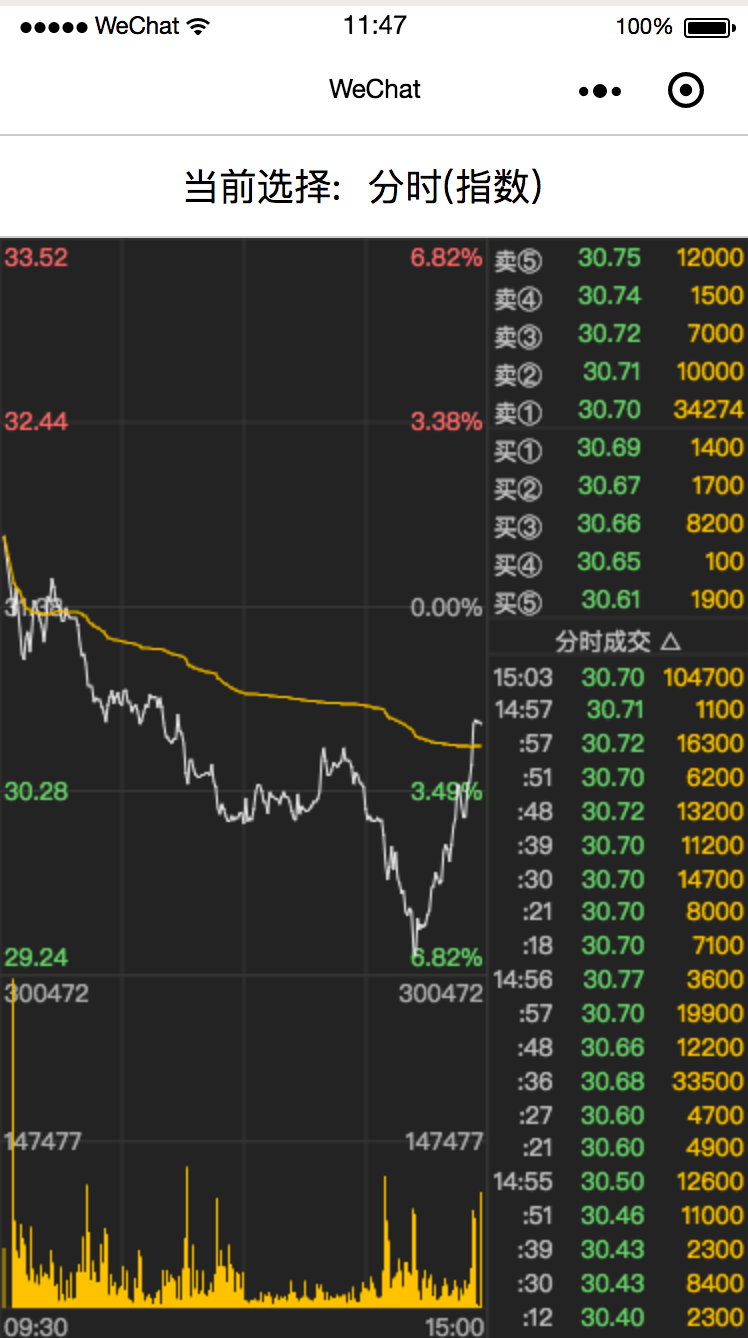 ●●●●● WeChat 11:47 100%
WeChat
当前选择: 分时(指数)
33.52 6.82%
32.44 3.38%
0.00%
30.28 3.49%
29.24 6.82%
300472 300472
147477 147477
09:30 15:00
卖⑤ 30.75 12000
卖④ 30.74 1500
卖③ 30.72 7000
卖② 30.71 10000
卖① 30.70 34274
买① 30.69 1400
买② 30.67 1700
买③ 30.66 8200
买④ 30.65 100
买⑤ 30.61 1900
分时成交 △
15:03 30.70 104700
14:57 30.71 1100
:57 30.72 16300
:51 30.70 6200
:48 30.72 13200
:39 30.70 11200
:30 30.70 14700
:21 30.70 8000
:18 30.70 7100
14:56 30.77 3600
:57 30.70 19900
:48 30.66 12200
:36 30.68 33500
:27 30.60 4700
:21 30.60 4900
14:55 30.50 12600
:51 30.46 11000
:39 30.43 2300
:30 30.43 8400
:12 30.40 2300